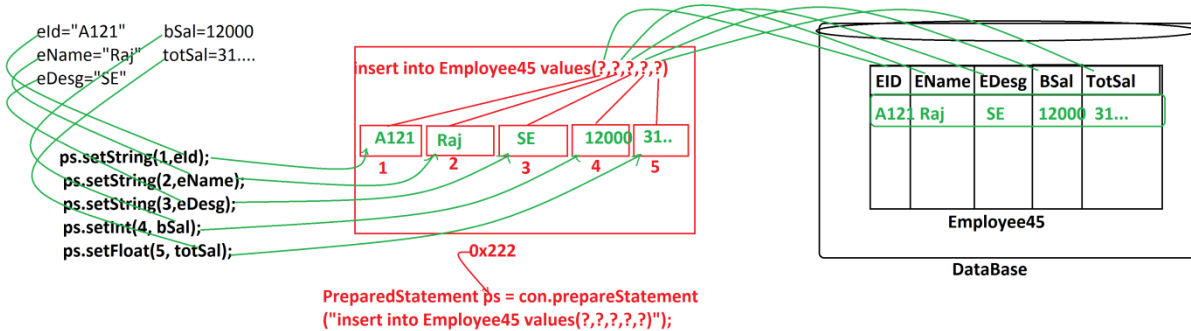 eId="A121" bSal=12000
eName="Raj" totSal=31....
eDesg="SE"
ps.setString(1,eId);
ps.setString(2,eName);
ps.setString(3,eDesg);
ps.setInt(4, bSal);
ps.setFloat(5, totSal);
insert into Employee45 values(?,?,?,?,?)
A121 Raj SE 12000 31..
1 2 3 4 5
0x222
PreparedStatement ps = con.prepareStatement
("insert into Employee45 values(?,?,?,?,?)");
EID EName EDesg BSal TotSal
A121 Raj SE 12000 31...
Employee45
DataBase